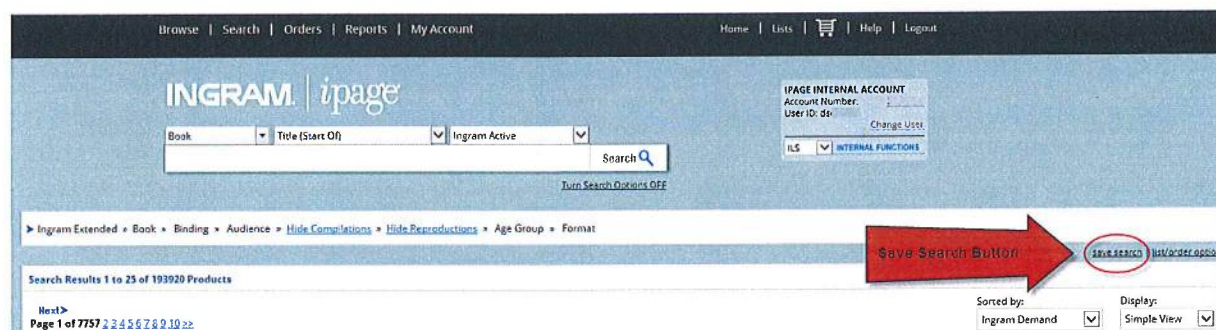 Browse | Search | Orders | Reports | My Account
Home | Lists | | Help | Logout
INGRAM. | ipage
IPAGE INTERNAL ACCOUNT
Account Number:
User ID: ds
Change User
ILS INTERNAL FUNCTIONS
Book Title (Start Of) Ingram Active
Search
Turn Search Options OFF
Ingram Extended » Book » Binding » Audience » Hide Compilations » Hide Reproductions » Age Group » Format
Save Search Button
save search | list/order optio
Search Results 1 to 25 of 193920 Products
Next>
Page 1 of 7757 2 3 4 5 6 7 8 9 10 >>
Sorted by: Display:
Ingram Demand Simple View